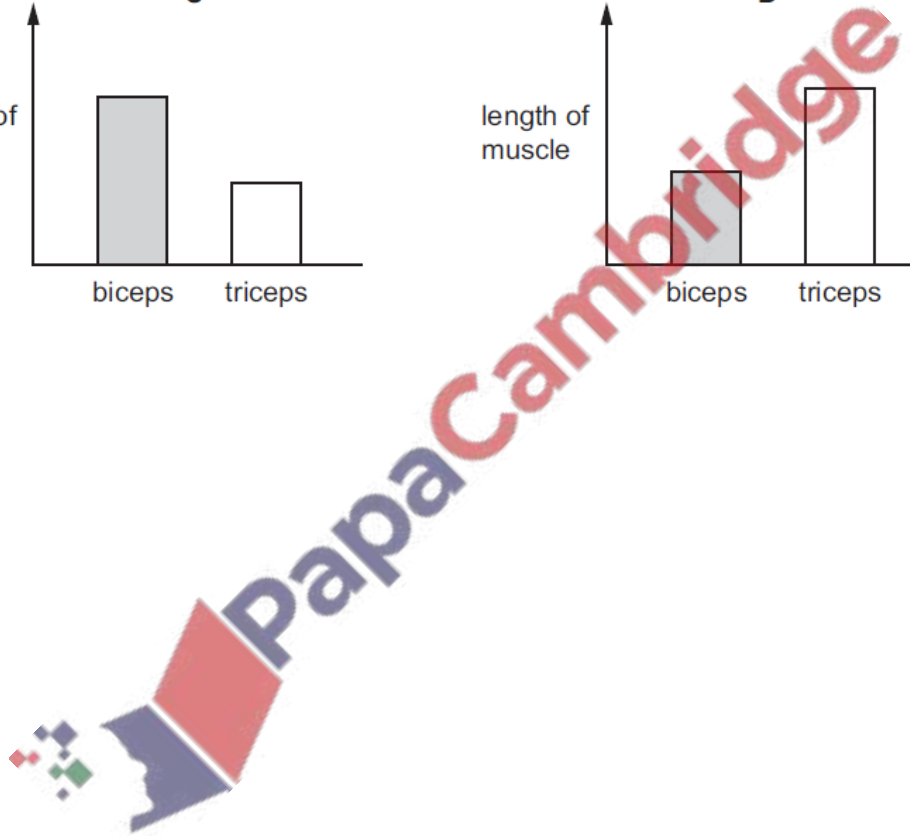 of
biceps triceps
length of
muscle
biceps triceps
PapaCambridge